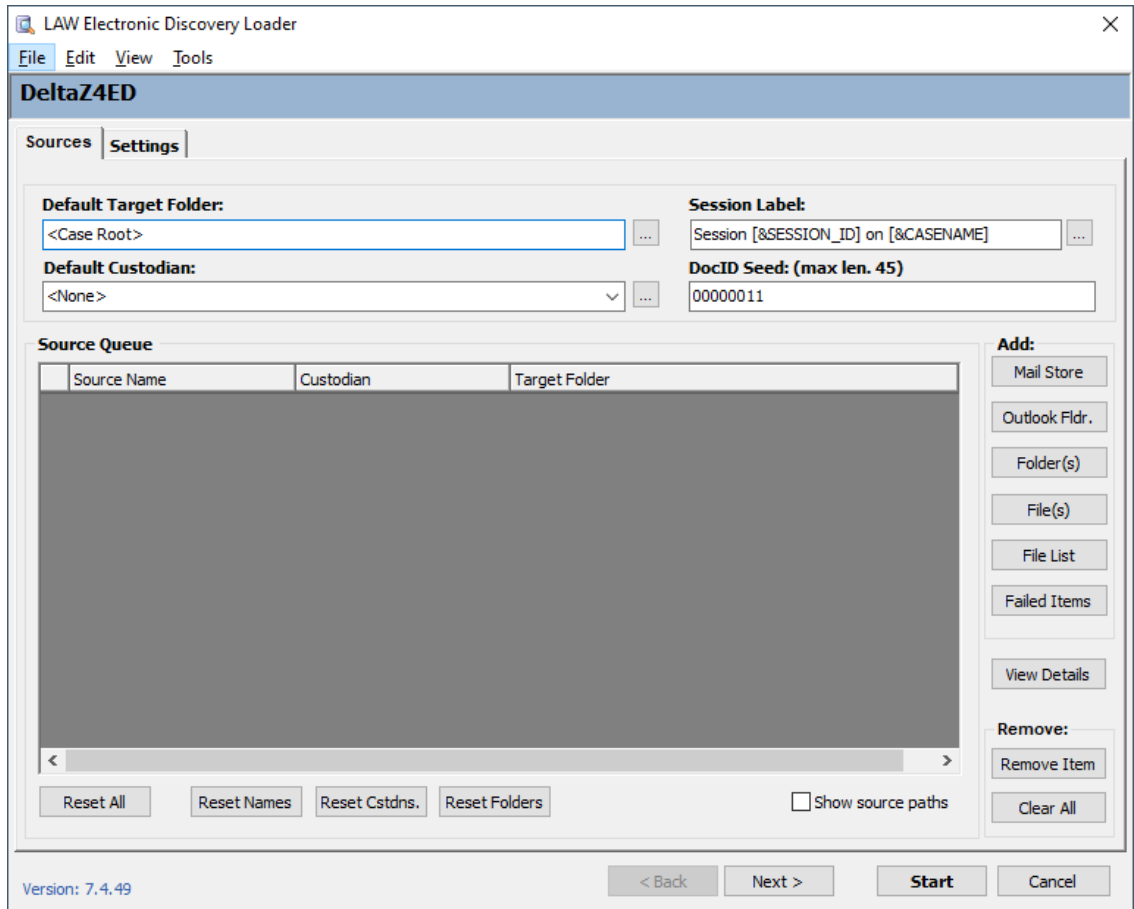 LAW Electronic Discovery Loader
File Edit View Tools
DeltaZ4ED
Sources Settings
Default Target Folder: Session Label:
<Case Root> ... Session [&SESSION_ID] on [&CASENAME] ...
Default Custodian: DocID Seed: (max len. 45)
<None> ... 00000011
Source Queue Add:
Source Name Custodian Target Folder Mail Store
Outlook Fldr.
Folder(s)
File(s)
File List
Failed Items
View Details
Remove:
Remove Item
Reset All Reset Names Reset Cstdns. Reset Folders Show source paths Clear All
Version: 7.4.49 < Back Next > Start Cancel